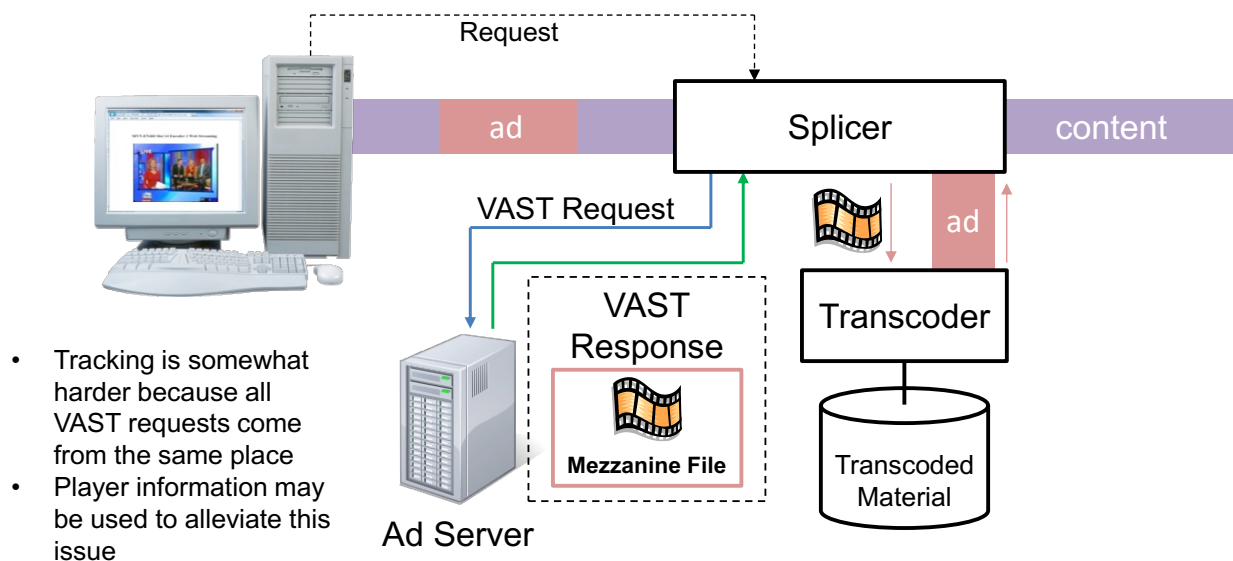 Request
ad
Splicer
content
VAST Request
ad
VAST
Response
Mezzanine File
Transcoder
Transcoded
Material
Ad Server
• Tracking is somewhat
harder because all
VAST requests come
from the same place
• Player information may
be used to alleviate this
issue